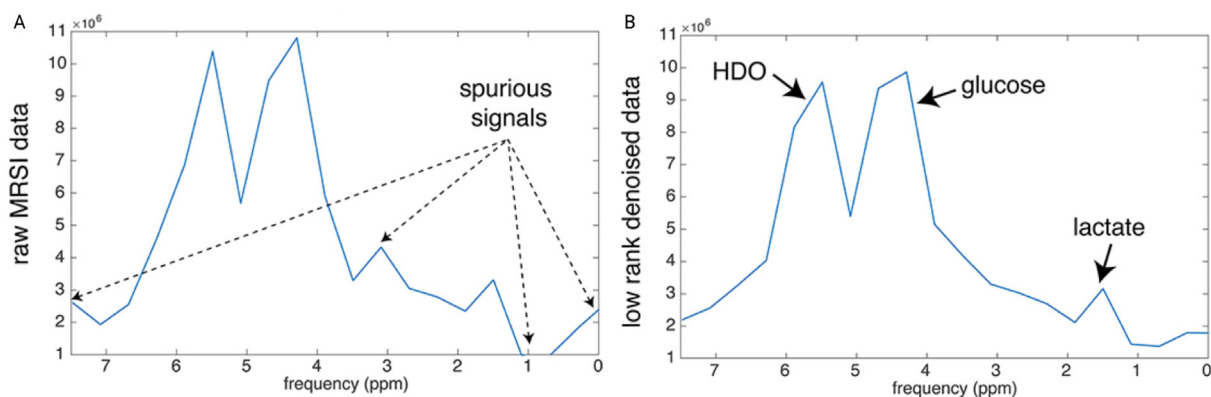 A
×10⁶
11
10
9
8
7
6
5
4
3
2
1
raw MRSI data
spurious
signals
7 6 5 4 3 2 1 0
frequency (ppm)
B
×10⁶
11
10
9
8
7
6
5
4
3
2
1
low rank denoised data
HDO
glucose
lactate
7 6 5 4 3 2 1 0
frequency (ppm)